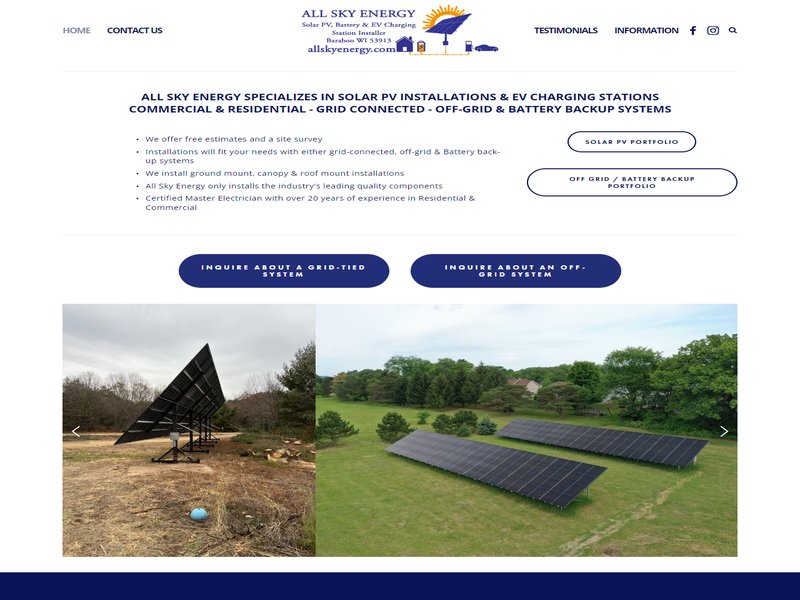 HOME
CONTACT US
ALL SKY ENERGY
Solar PV, Battery & EV Charging
Station Installer
Baraboo WI 53913
allskyenergy.com
TESTIMONIALS
INFORMATION
ALL SKY ENERGY SPECIALIZES IN SOLAR PV INSTALLATIONS & EV CHARGING STATIONS
COMMERCIAL & RESIDENTIAL - GRID CONNECTED - OFF-GRID & BATTERY BACKUP SYSTEMS
• We offer free estimates and a site survey
• Installations will fit your needs with either grid-connected, off-grid & Battery back-
up systems
• We install ground mount, canopy & roof mount installations
• All Sky Energy only installs the industry's leading quality components
• Certified Master Electrician with over 20 years of experience in Residential &
Commercial
SOLAR PV PORTFOLIO
OFF GRID / BATTERY BACKUP
PORTFOLIO
INQUIRE ABOUT A GRID-TIED
SYSTEM
INQUIRE ABOUT AN OFF-
GRID SYSTEM